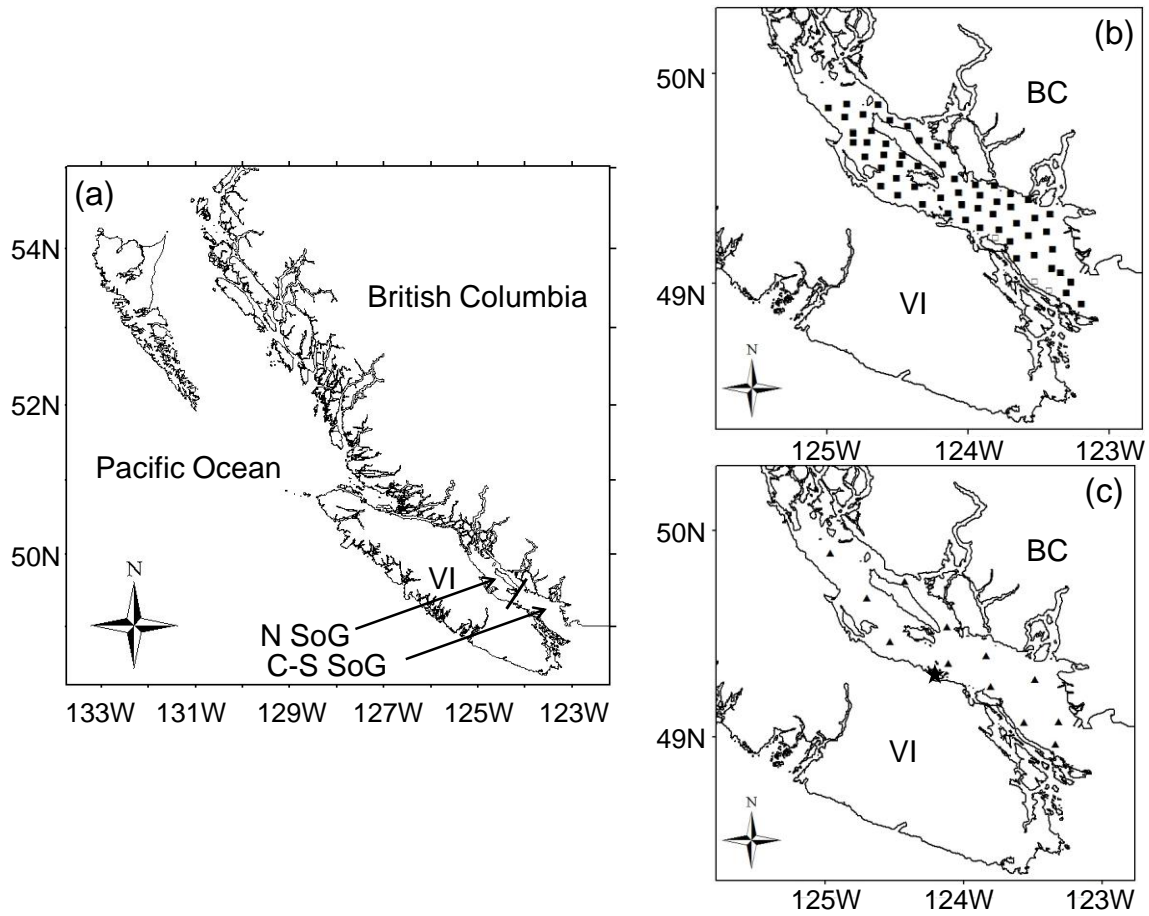 (a)
54N
52N
50N
British Columbia
Pacific Ocean
VI
N
N SoG
C-S SoG
133W 131W 129W 127W 125W 123W
(b)
50N
49N
BC
VI
N
125W 124W 123W
(c)
50N
49N
BC
VI
N
125W 124W 123W